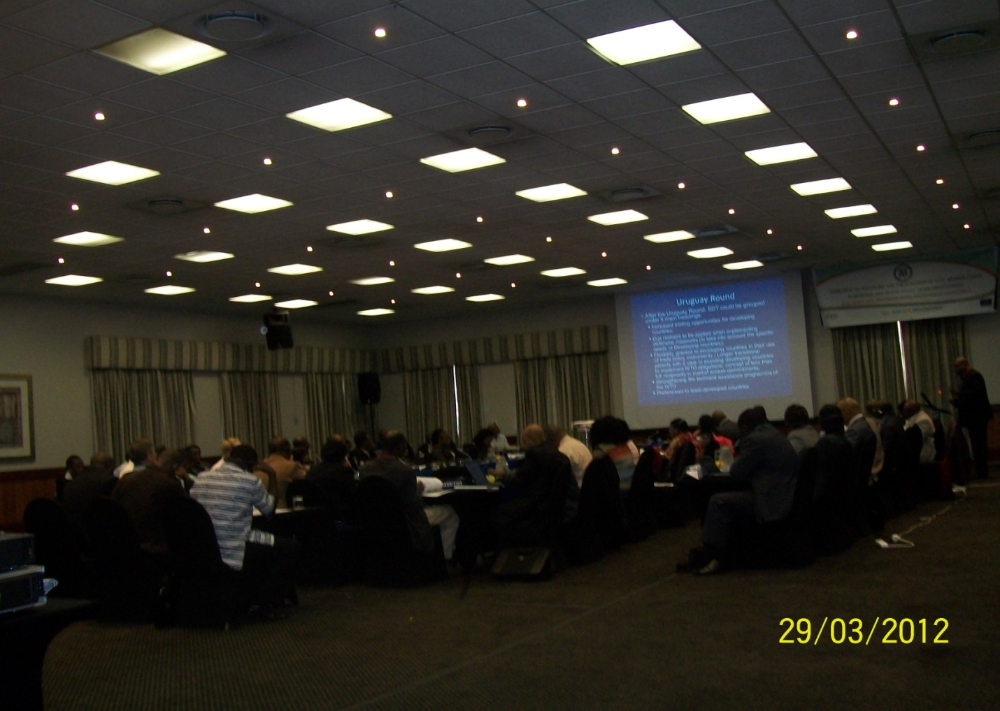 Uruguay Round
After the Uruguay Round, SDT could be grouped
under 5 main headings:
Increased trading opportunities for developing
countries,
Due restraint to be applied when implementing
defensive measures (to take into account the specific
needs of Developing countries),
Flexibility granted to developing countries in their use
of trade policy instruments / Longer transitional
periods with a view to assisting developing countries
to implement WTO obligations, concept of less than
full reciprocity in market access commitments,
Strengthening the technical assistance programme of
the WTO
Preferences to least-developed countries
29/03/2012